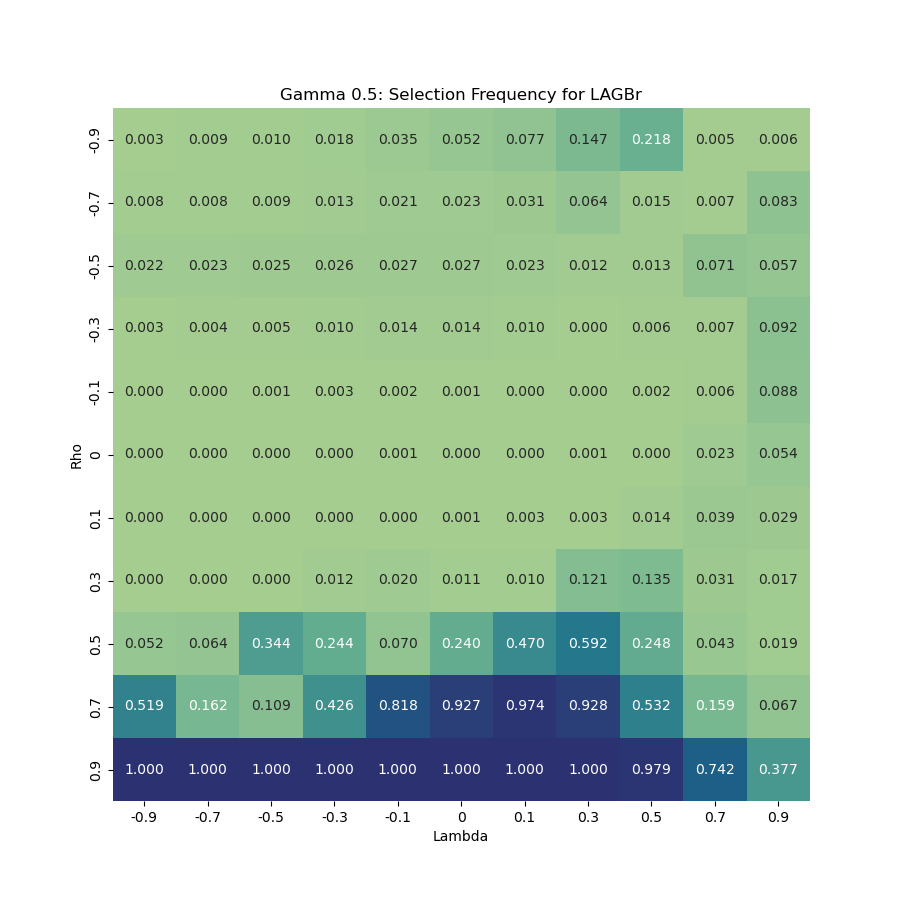 Gamma 0.5: Selection Frequency for LAGBr
-0.9 0.003 0.009 0.010 0.018 0.035 0.052 0.077 0.147 0.218 0.005 0.006
-0.7 0.008 0.008 0.009 0.013 0.021 0.023 0.031 0.064 0.015 0.007 0.083
-0.5 0.022 0.023 0.025 0.026 0.027 0.027 0.023 0.012 0.013 0.071 0.057
-0.3 0.003 0.004 0.005 0.010 0.014 0.014 0.010 0.000 0.006 0.007 0.092
-0.1 0.000 0.000 0.001 0.003 0.002 0.001 0.000 0.000 0.002 0.006 0.088
Rho
0 0.000 0.000 0.000 0.000 0.001 0.000 0.000 0.001 0.000 0.023 0.054
0.1 0.000 0.000 0.000 0.000 0.000 0.001 0.003 0.003 0.014 0.039 0.029
0.3 0.000 0.000 0.000 0.012 0.020 0.011 0.010 0.121 0.135 0.031 0.017
0.5 0.052 0.064 0.344 0.244 0.070 0.240 0.470 0.592 0.248 0.043 0.019
0.7 0.519 0.162 0.109 0.426 0.818 0.927 0.974 0.928 0.532 0.159 0.067
0.9 1.000 1.000 1.000 1.000 1.000 1.000 1.000 1.000 0.979 0.742 0.377
-0.9 -0.7 -0.5 -0.3 -0.1 0 0.1 0.3 0.5 0.7 0.9
Lambda